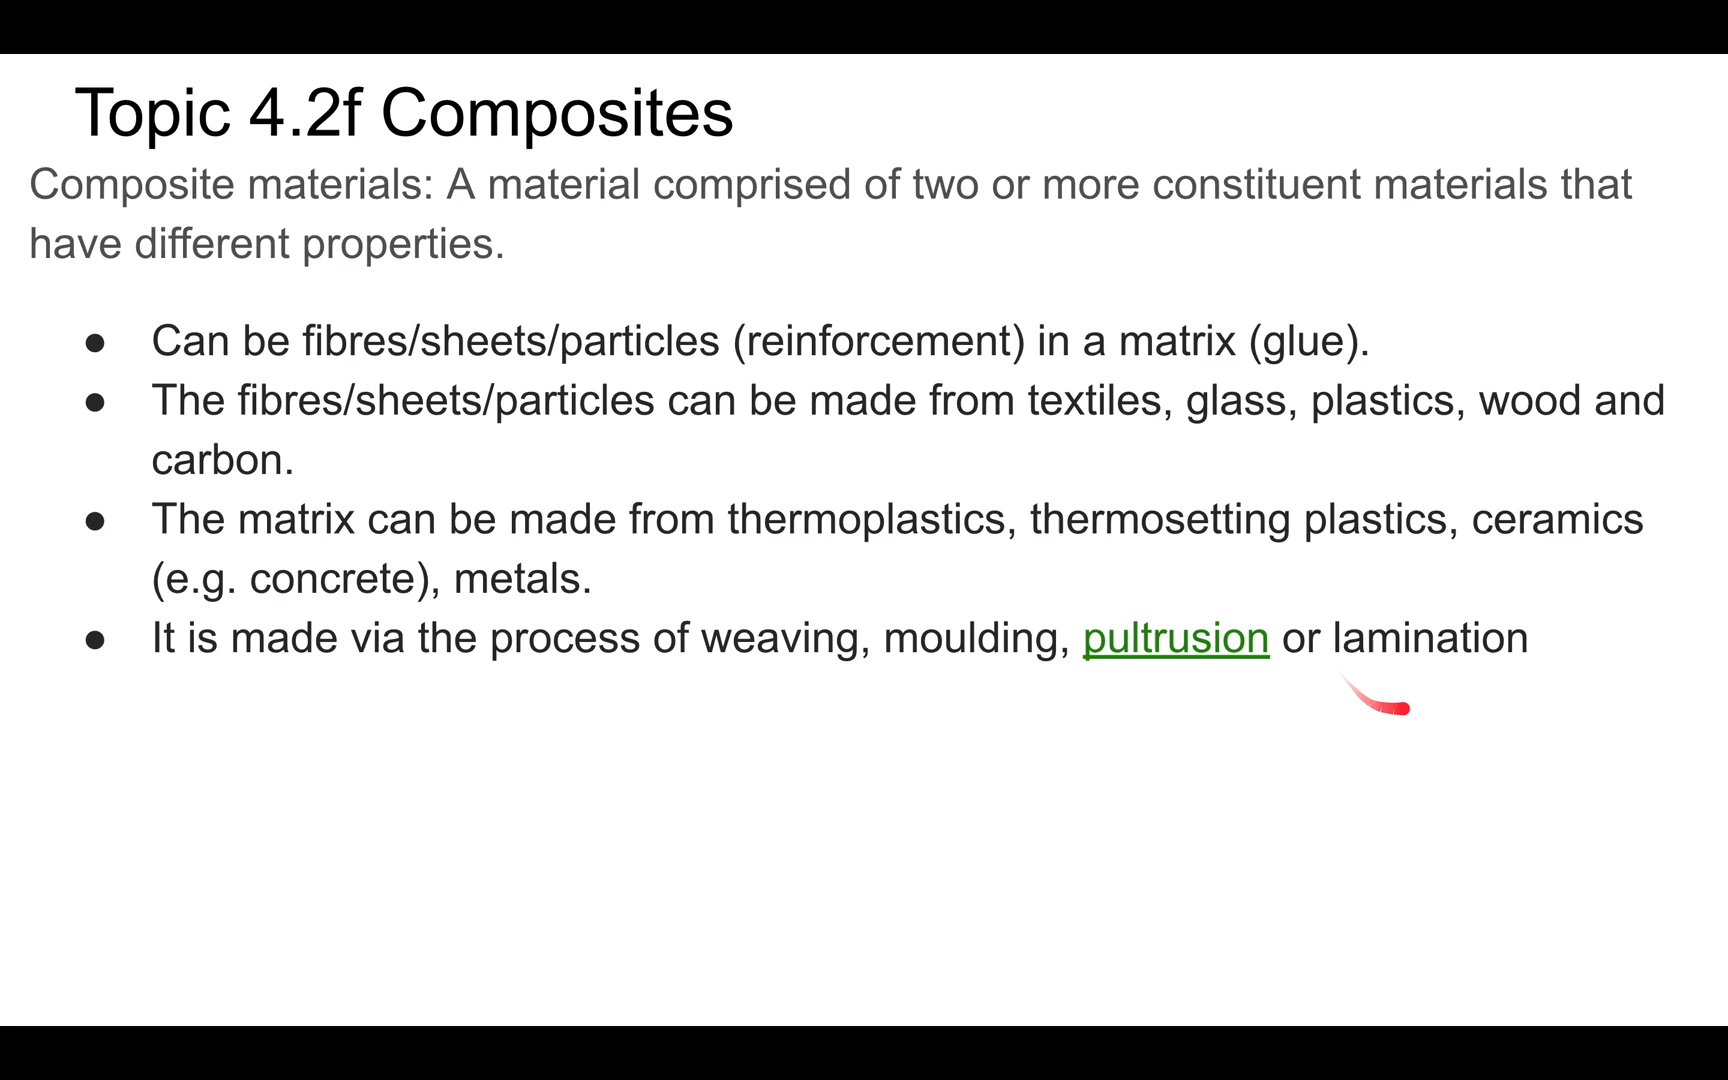 Topic 4.2f Composites
Composite materials: A material comprised of two or more constituent materials that
have different properties.
● Can be fibres/sheets/particles (reinforcement) in a matrix (glue).
● The fibres/sheets/particles can be made from textiles, glass, plastics, wood and
carbon.
● The matrix can be made from thermoplastics, thermosetting plastics, ceramics
(e.g. concrete), metals.
● It is made via the process of weaving, moulding, pultrusion or lamination